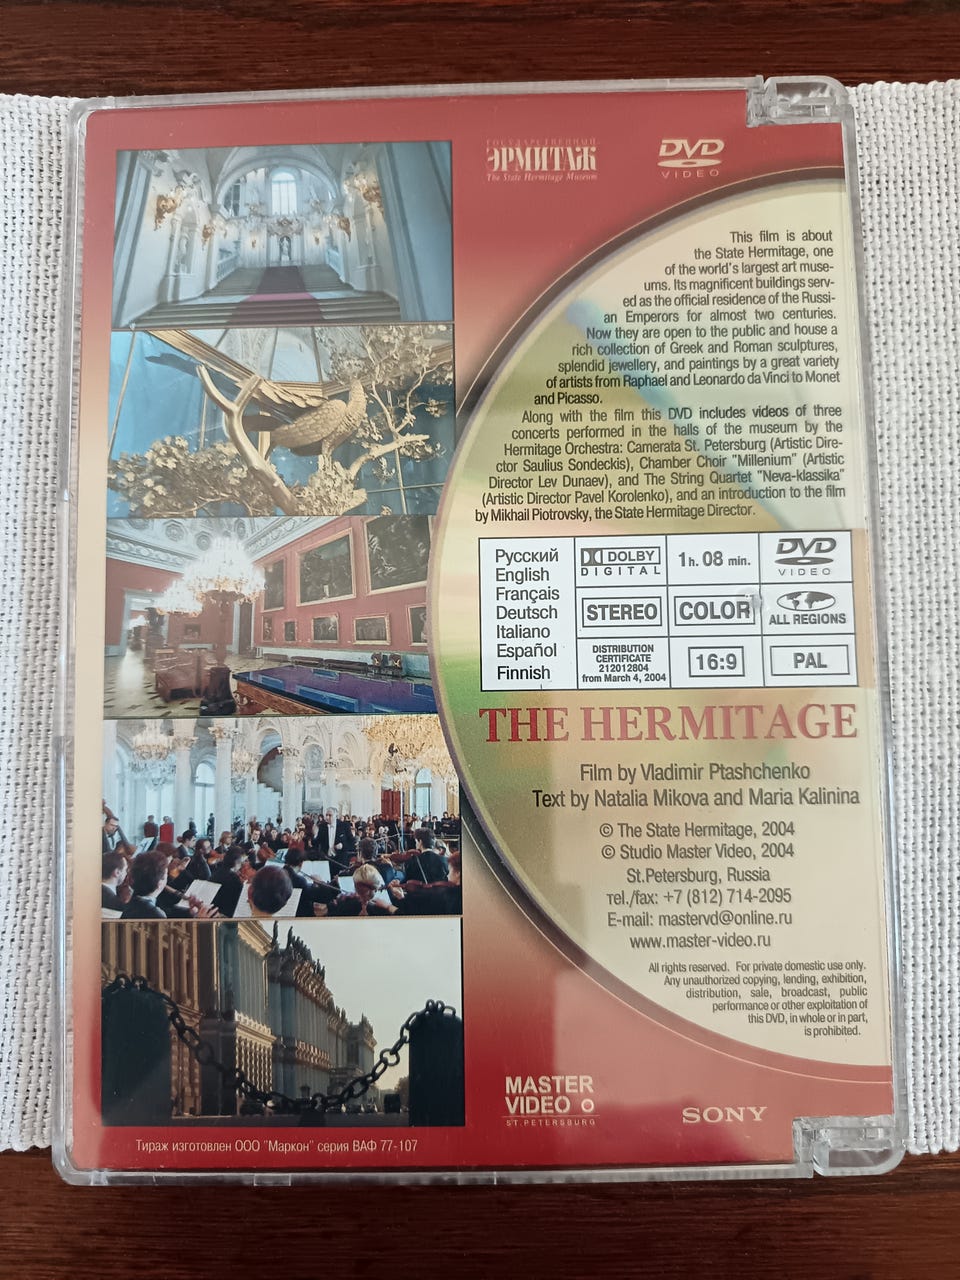 ГОСУДАРСТВЕННЫЙ
ЭРМИТАЖ
The State Hermitage Museum
DVD
VIDEO
This film is about
the State Hermitage, one
of the world's largest art muse-
ums. Its magnificent buildings serv-
ed as the official residence of the Russi-
an Emperors for almost two centuries.
Now they are open to the public and house a
rich collection of Greek and Roman sculptures,
splendid jewellery, and paintings by a great variety
of artists from Raphael and Leonardo da Vinci to Monet
and Picasso.
Along with the film this DVD includes videos of three
concerts performed in the halls of the museum by the
Hermitage Orchestra: Camerata St. Petersburg (Artistic Dire-
ctor Saulius Sondeckis), Chamber Choir "Millenium" (Artistic
Director Lev Dunaev), and The String Quartet "Neva-klassika"
(Artistic Director Pavel Korolenko), and an introduction to the film
by Mikhail Piotrovsky, the State Hermitage Director.
Русский
English
Français
Deutsch
Italiano
Español
Finnish
DOLBY
DIGITAL
1 h. 08 min.
DVD
VIDEO
STEREO
COLOR
ALL REGIONS
DISTRIBUTION
CERTIFICATE
212012804
from March 4, 2004
16:9
PAL
THE HERMITAGE
Film by Vladimir Ptashchenko
Text by Natalia Mikova and Maria Kalinina
© The State Hermitage, 2004
© Studio Master Video, 2004
St.Petersburg, Russia
тел./fax: +7 (812) 714-2095
E-mail: mastervd@online.ru
www.master-video.ru
All rights reserved. For private domestic use only.
Any unauthorized copying, lending, exhibition,
distribution, sale, broadcast, public
performance or other exploitation of
this DVD, in whole or in part,
is prohibited.
MASTER
VIDEO
ST.PETERSBURG
SONY
Тираж изготовлен ООО "Маркон" серия ВАФ 77-107